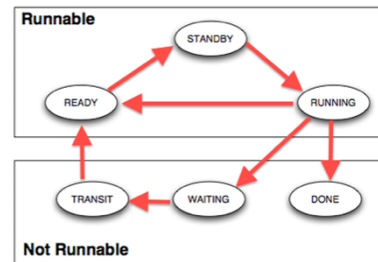 Runnable
STANDBY
READY
RUNNING
TRANSIT
WAITING
DONE
Not Runnable